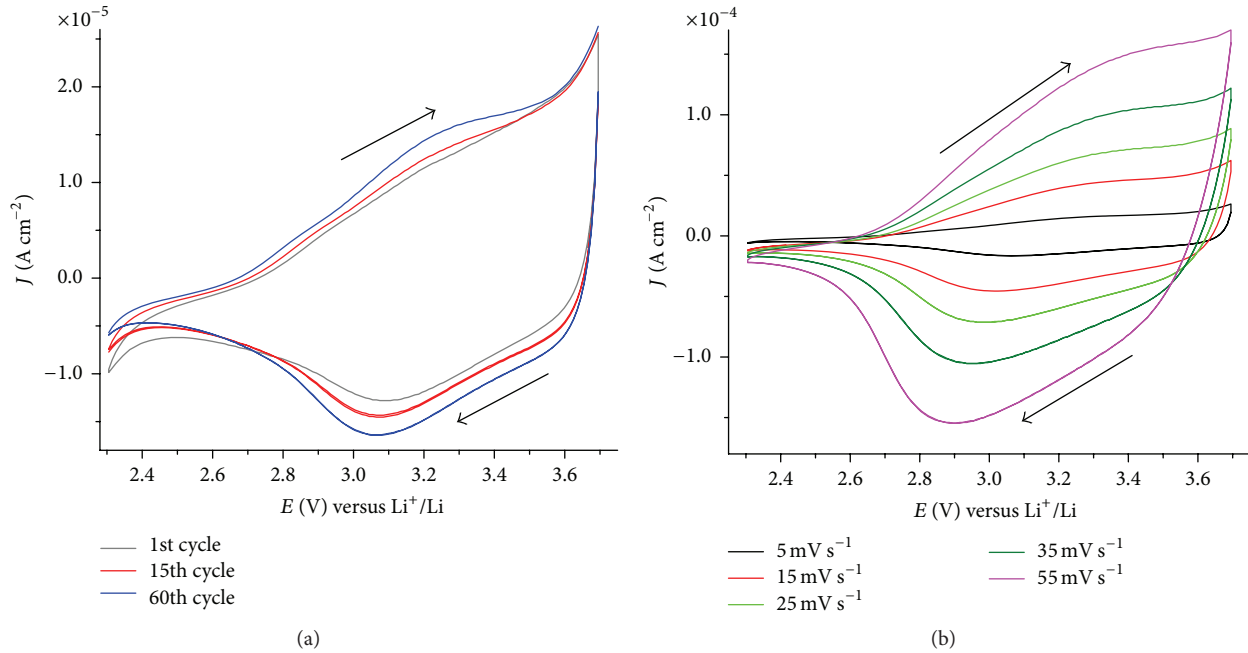 ×10⁻⁵
2.0
1.0
0.0
−1.0
J (A cm⁻²)
2.4 2.6 2.8 3.0 3.2 3.4 3.6
E (V) versus Li⁺/Li
1st cycle
15th cycle
60th cycle
(a)
×10⁻⁴
1.0
0.0
−1.0
J (A cm⁻²)
2.4 2.6 2.8 3.0 3.2 3.4 3.6
E (V) versus Li⁺/Li
5 mV s⁻¹
15 mV s⁻¹
25 mV s⁻¹
35 mV s⁻¹
55 mV s⁻¹
(b)